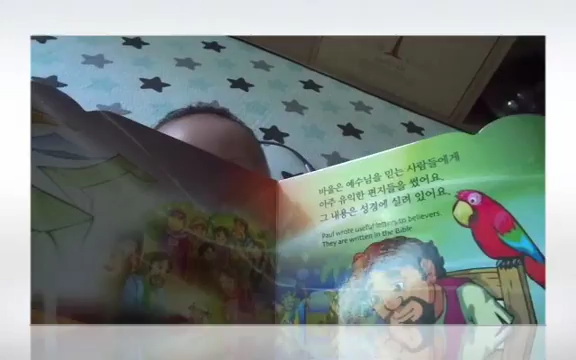 바울은 예수님을 믿는 사람들에게
아주 유익한 편지들을 썼어요.
그 내용은 성경에 실려 있어요.
Paul wrote useful letters to believers.
They are written in the Bible